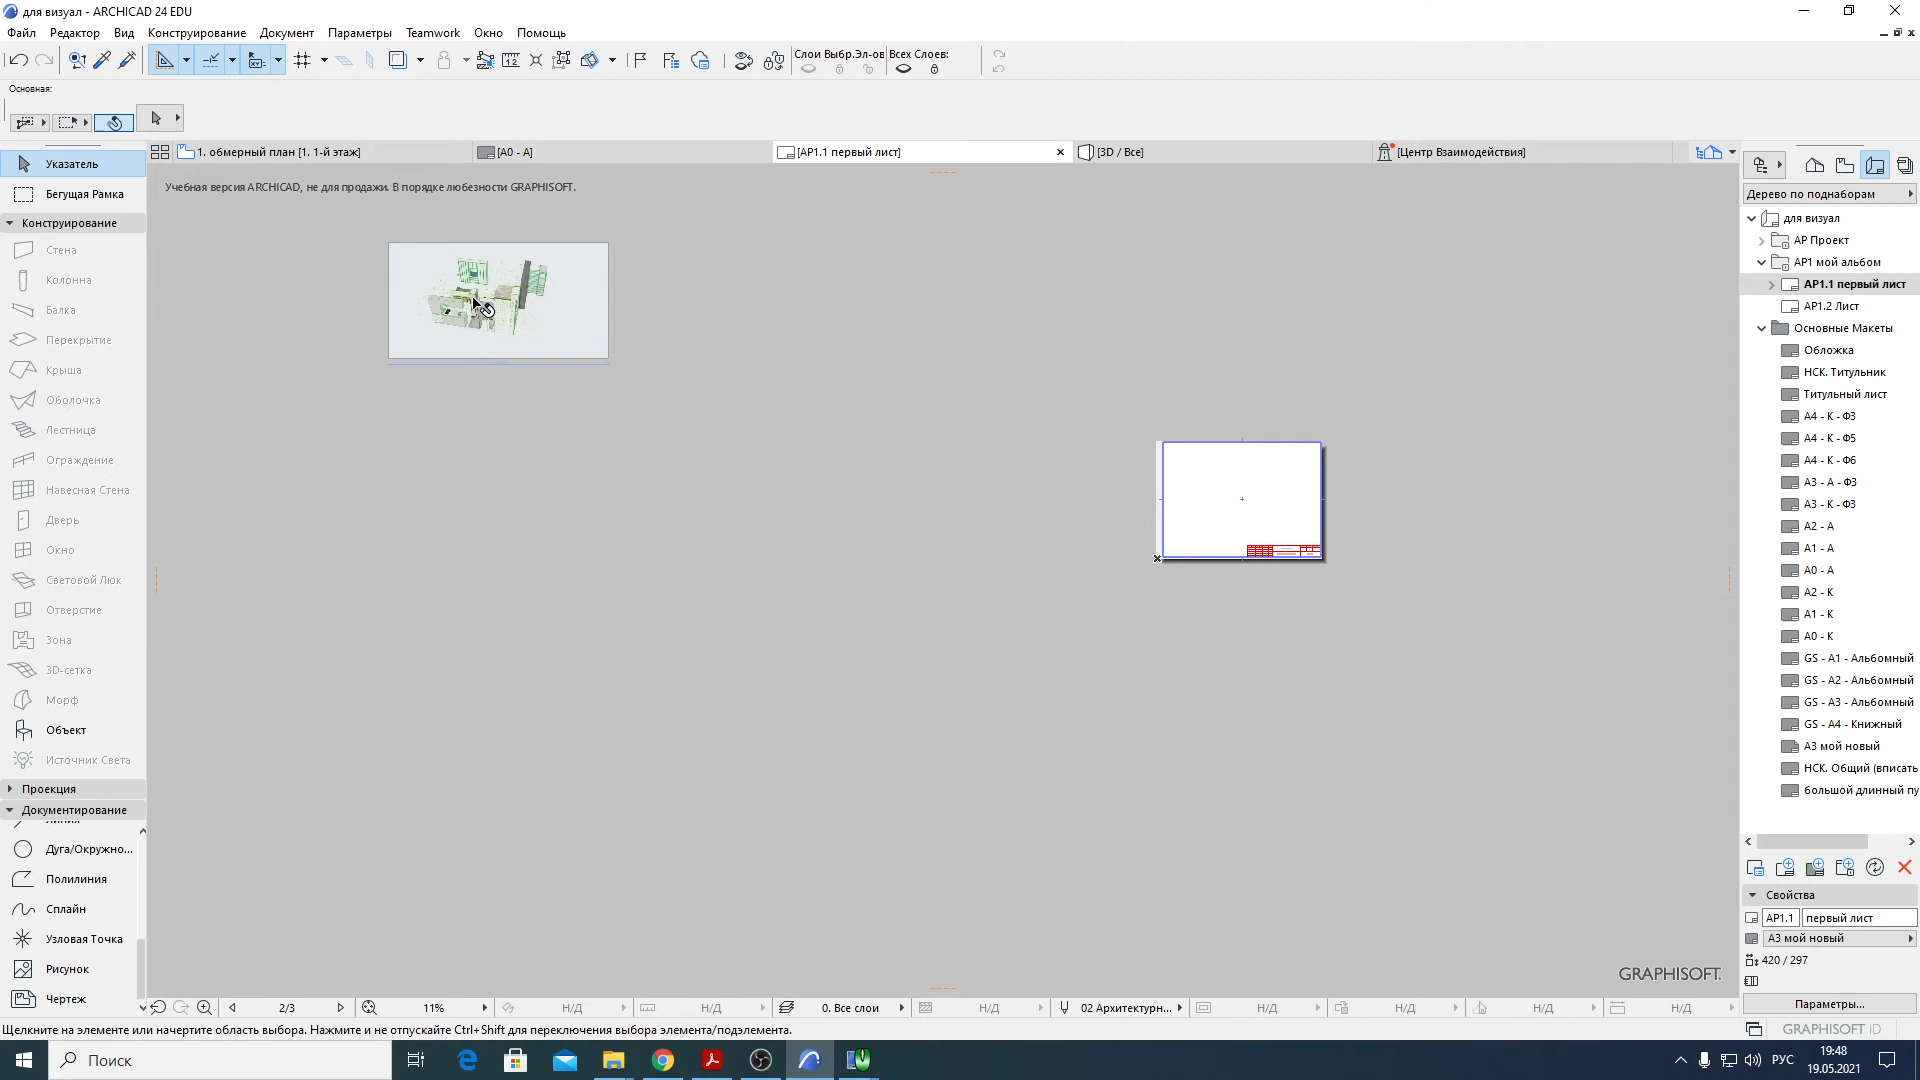 для визуал - ARCHICAD 24 EDU
Файл Редактор Вид Конструирование Документ Параметры Teamwork Окно Помощь
Слои Выбр.Эл-ов Всех Слоев:
Основная:
Указатель
1. обмерный план [1. 1-й этаж]
[A0 - A]
[АР1.1 первый лист]
[3D / Все]
[Центр Взаимодействия]
Учебная версия ARCHICAD, не для продажи. В порядке любезности GRAPHISOFT.
Бегущая Рамка
Конструирование
Стена
Колонна
Балка
Перекрытие
Крыша
Оболочка
Лестница
Ограждение
Навесная Стена
Дверь
Окно
Световой Люк
Отверстие
Зона
3D-сетка
Морф
Объект
Источник Света
Проекция
Документирование
Дуга/Окружно...
Полилиния
Сплайн
Узловая Точка
Рисунок
Чертеж
Дерево по поднаборам
для визуал
АР Проект
АР1 мой альбом
АР1.1 первый лист
АР1.2 Лист
Основные Макеты
Обложка
НСК. Титульник
Титульный лист
A4 - К - Ф3
A4 - К - Ф5
A4 - К - Ф6
A3 - А - Ф3
A3 - К - Ф3
A2 - А
A1 - А
A0 - А
A2 - К
A1 - К
A0 - К
GS - A1 - Альбомный
GS - A2 - Альбомный
GS - A3 - Альбомный
GS - A4 - Книжный
А3 мой новый
НСК. Общий (вписать
большой длинный пу
Свойства
АР1.1 первый лист
А3 мой новый
420 / 297
Параметры...
GRAPHISOFT.
2/3 11% Н/Д Н/Д 0. Все слои Н/Д 02 Архитектурн... Н/Д Н/Д Н/Д Н/Д
Щелкните на элементе или начертите область выбора. Нажмите и не отпускайте Ctrl+Shift для переключения выбора элемента/подэлемента.
GRAPHISOFT ID
Поиск
РУС
19:48
19.05.2021